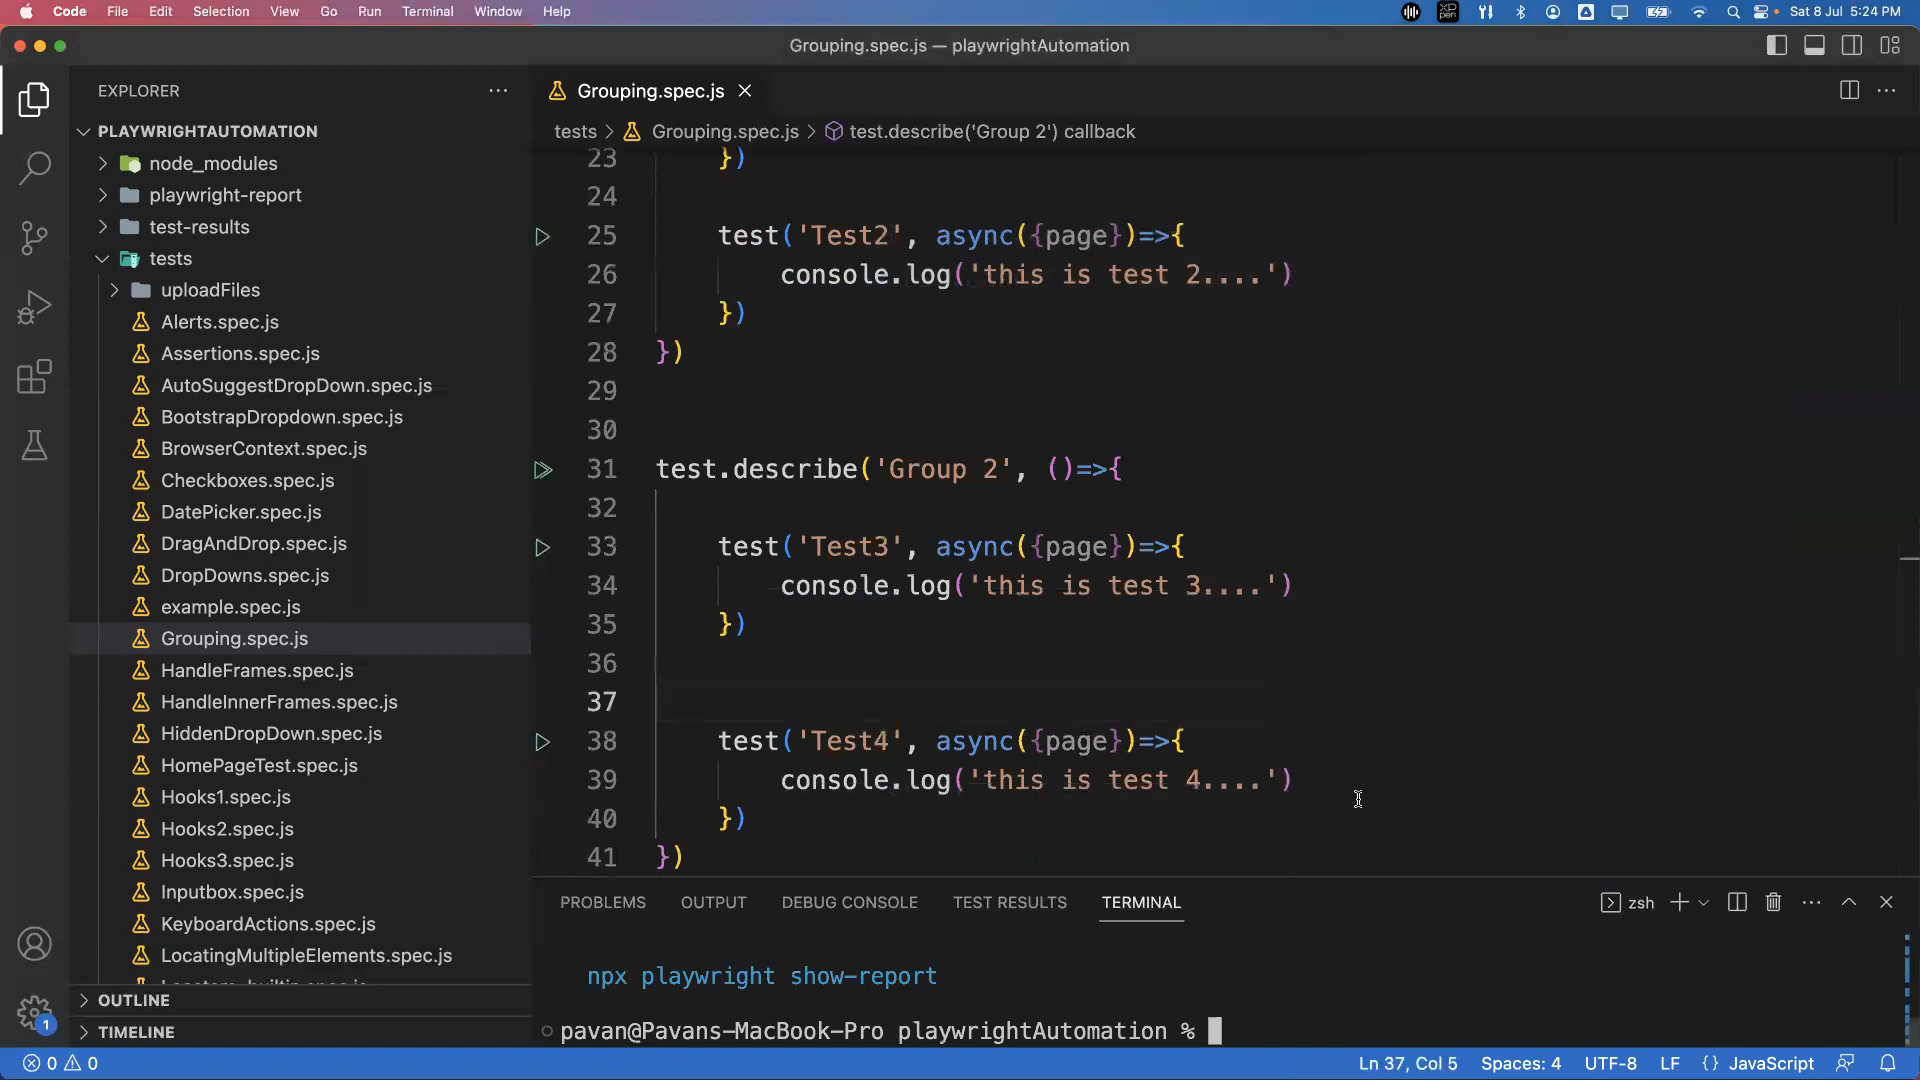 Code File Edit Selection View Go Run Terminal Window Help Sat 8 Jul 5:24 PM
Grouping.spec.js — playwrightAutomation
EXPLORER
PLAYWRIGHTAUTOMATION
node_modules
playwright-report
test-results
tests
uploadFiles
Alerts.spec.js
Assertions.spec.js
AutoSuggestDropDown.spec.js
BootstrapDropdown.spec.js
BrowserContext.spec.js
Checkboxes.spec.js
DatePicker.spec.js
DragAndDrop.spec.js
DropDowns.spec.js
example.spec.js
Grouping.spec.js
HandleFrames.spec.js
HandleInnerFrames.spec.js
HiddenDropDown.spec.js
HomePageTest.spec.js
Hooks1.spec.js
Hooks2.spec.js
Hooks3.spec.js
Inputbox.spec.js
KeyboardActions.spec.js
LocatingMultipleElements.spec.js
OUTLINE
TIMELINE
Grouping.spec.js
tests > Grouping.spec.js > test.describe('Group 2') callback
23 })
24
25 test('Test2', async({page})=>{
26 console.log('this is test 2....')
27 })
28 })
29
30
31 test.describe('Group 2', ()=>{
32
33 test('Test3', async({page})=>{
34 console.log('this is test 3....')
35 })
36
37
38 test('Test4', async({page})=>{
39 console.log('this is test 4....')
40 })
41 })
PROBLEMS OUTPUT DEBUG CONSOLE TEST RESULTS TERMINAL zsh
npx playwright show-report
pavan@Pavans-MacBook-Pro playwrightAutomation %
1
0 0 Ln 37, Col 5 Spaces: 4 UTF-8 LF {} JavaScript